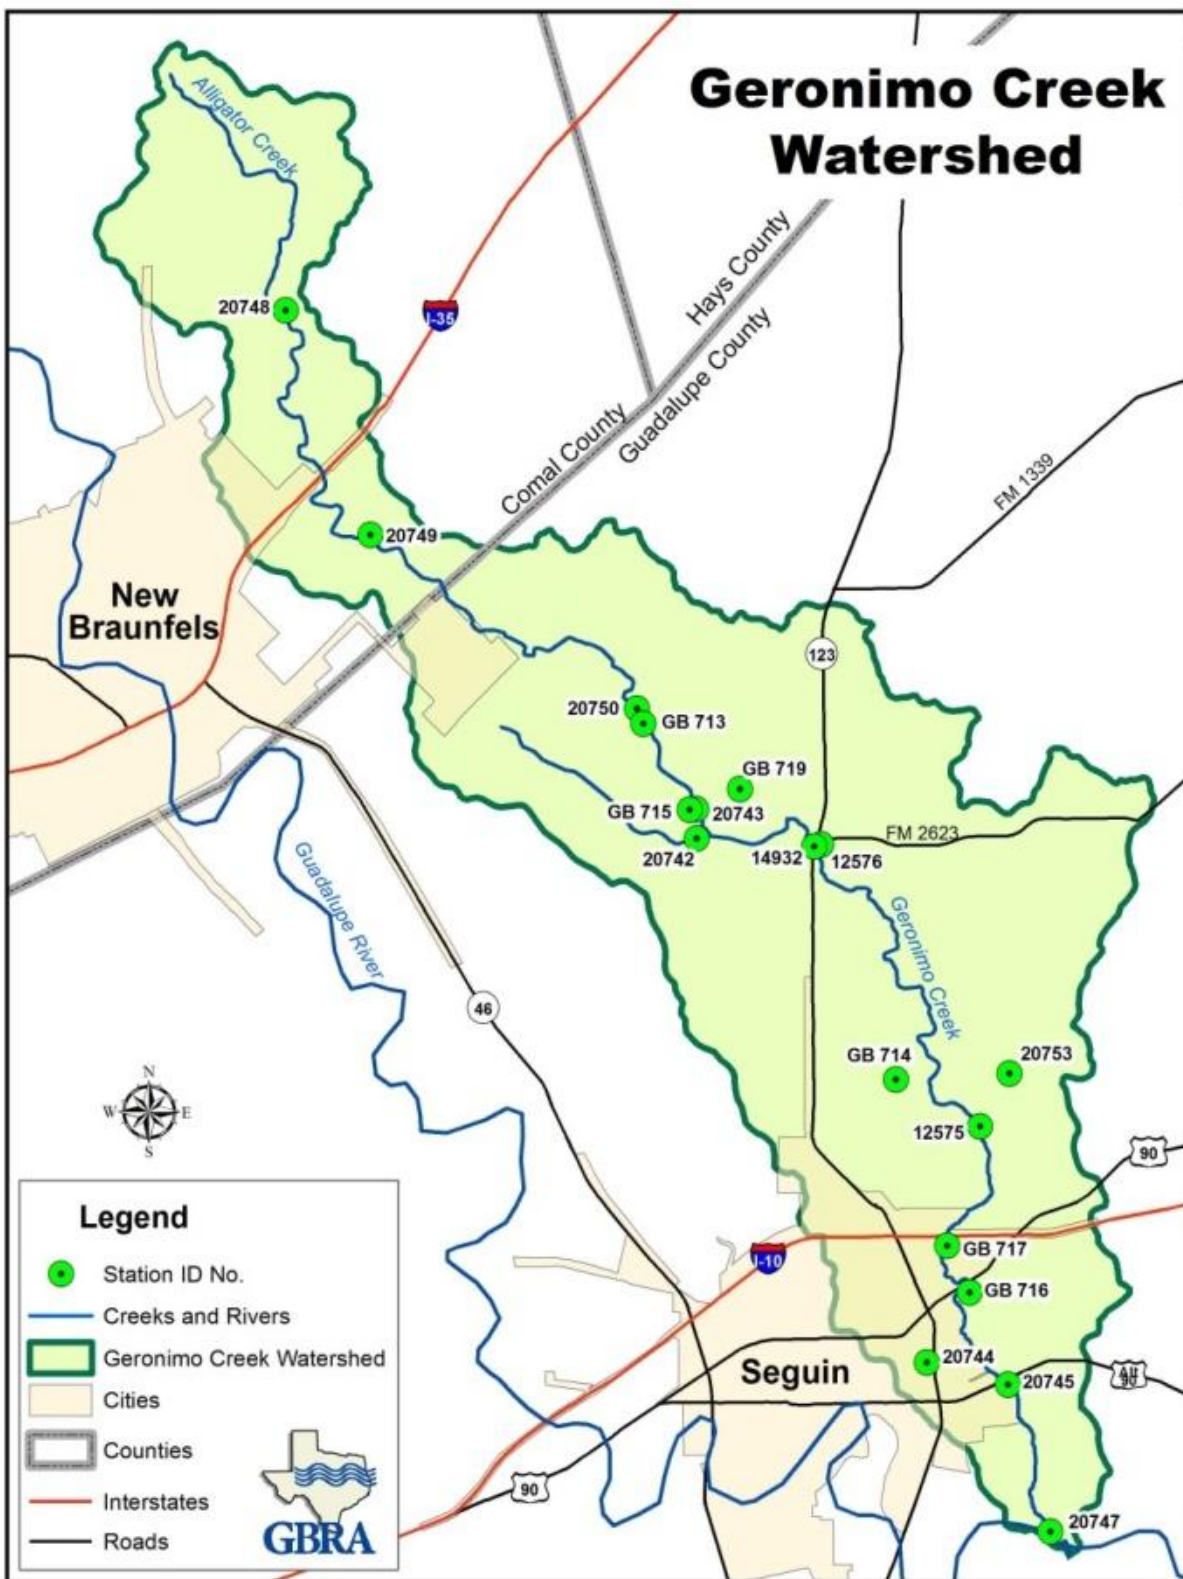 Geronimo Creek
Watershed
Alligator Creek
20748
I-35
Hays County
Guadalupe County
Comal County
FM 1339
20749
New
Braunfels
123
20750
GB 713
GB 719
GB 715
20743
20742
14932
12576
FM 2623
Guadalupe River
Geronimo Creek
46
GB 714
20753
12575
N
W
E
S
90
GB 717
I-10
GB 716
20744
20745
Alt
90
Seguin
90
20747
Legend
Station ID No.
Creeks and Rivers
Geronimo Creek Watershed
Cities
Counties
Interstates
Roads
GBRA